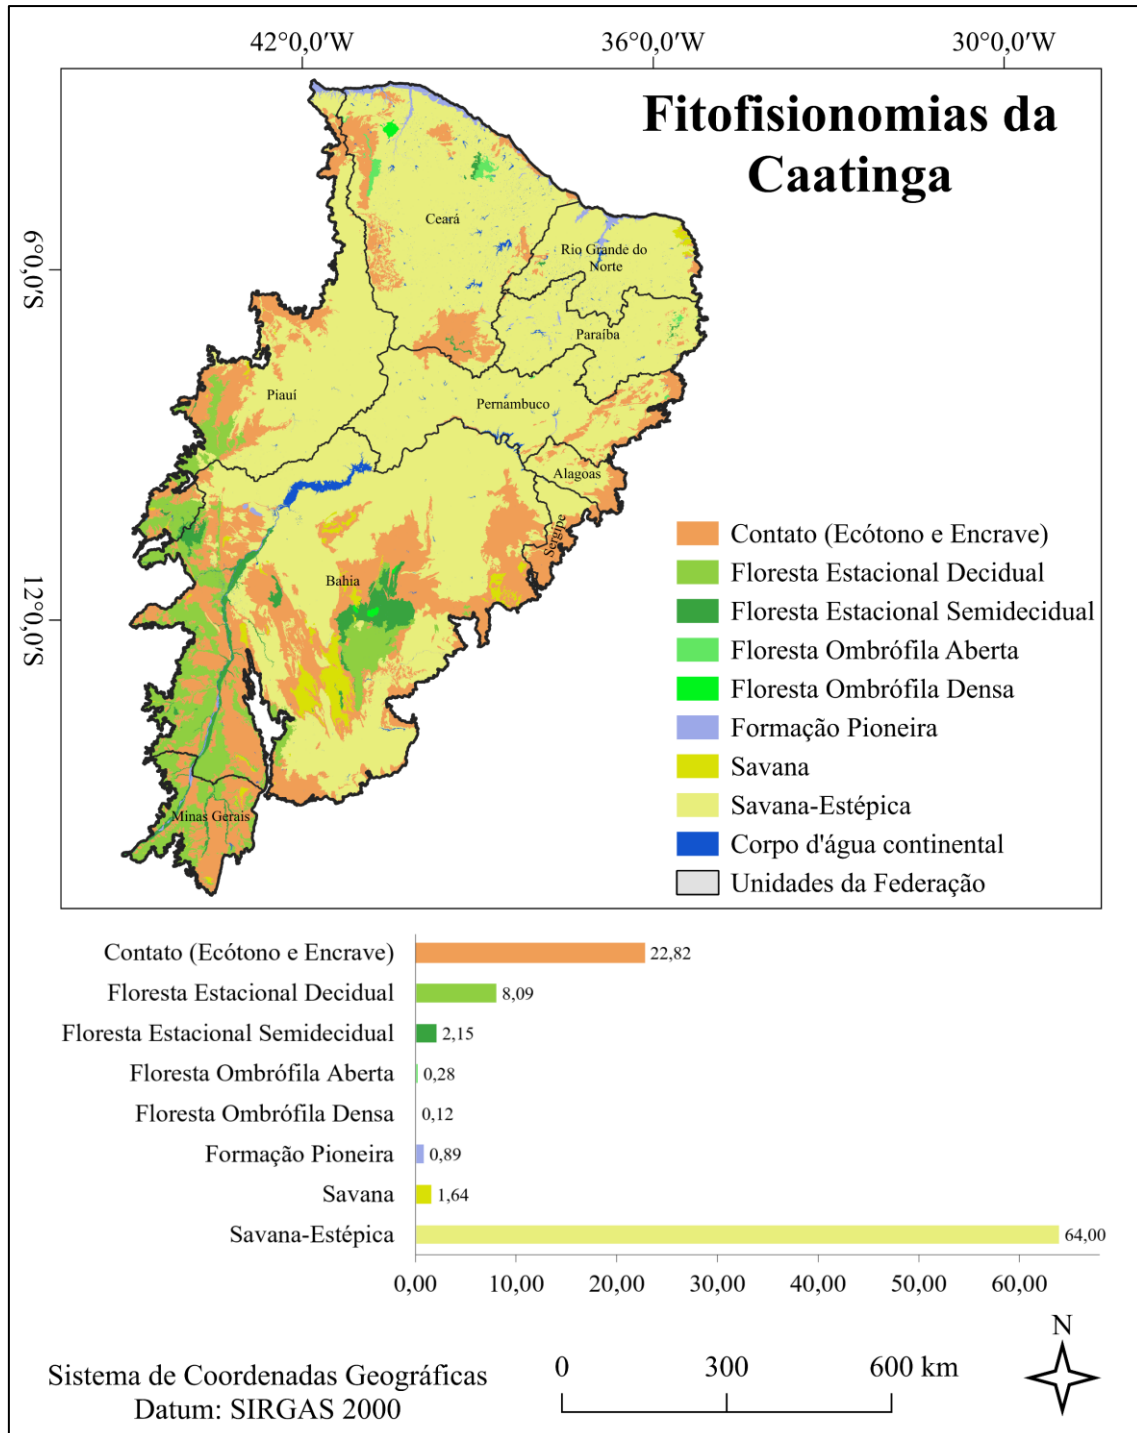 42°0,0′W 36°0,0′W 30°0,0′W
Fitofisionomias da
Caatinga
6°0,0′S
12°0,0′S
Ceará
Rio Grande do
Norte
Paraíba
Piauí
Pernambuco
Alagoas
Sergipe
Bahia
Minas Gerais
Contato (Ecótono e Encrave)
Floresta Estacional Decidual
Floresta Estacional Semidecidual
Floresta Ombrófila Aberta
Floresta Ombrófila Densa
Formação Pioneira
Savana
Savana-Estépica
Corpo d'água continental
Unidades da Federação
Contato (Ecótono e Encrave) 22,82
Floresta Estacional Decidual 8,09
Floresta Estacional Semidecidual 2,15
Floresta Ombrófila Aberta 0,28
Floresta Ombrófila Densa 0,12
Formação Pioneira 0,89
Savana 1,64
Savana-Estépica 64,00
0,00 10,00 20,00 30,00 40,00 50,00 60,00
N
Sistema de Coordenadas Geográficas
Datum: SIRGAS 2000
0 300 600 km